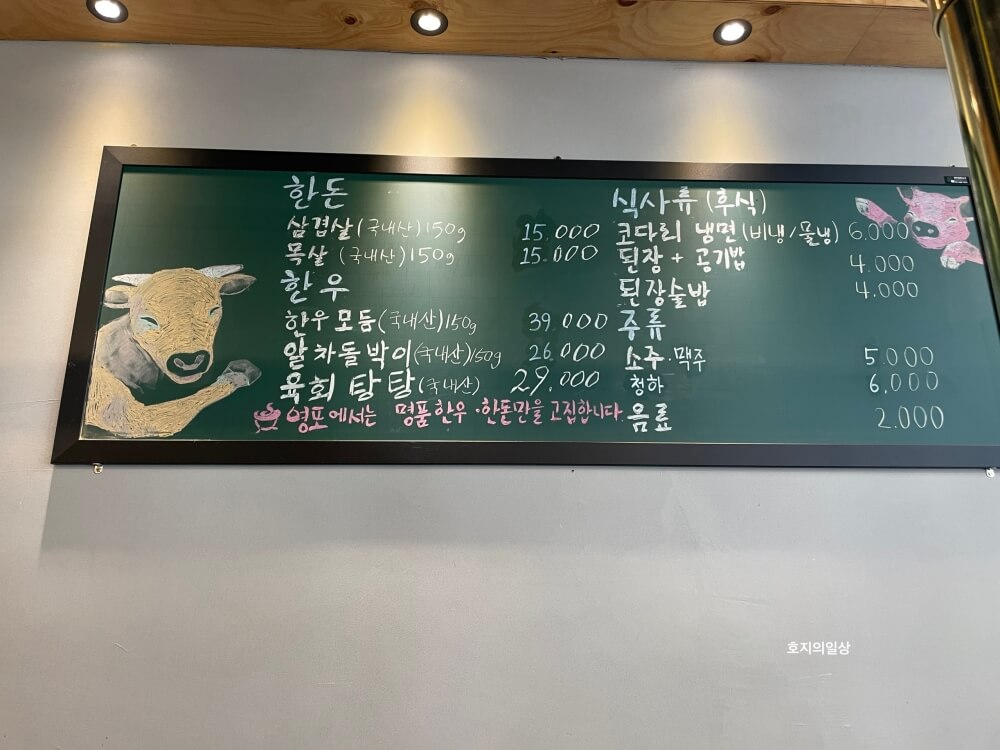 한돈
삼겹살(국내산)150g 15.000
목살 (국내산)150g 15.000
한우
한우모듬(국내산)150g 39.000
알차돌박이(국내산)150g 26.000
육회탕탕(국내산) 29.000
영포에서는 명품한우·한돈만을 고집합니다.
식사류 (후식)
코다리 냉면(비냉/물냉) 6.000
된장 + 공기밥 4.000
된장술밥 4.000
주류
소주·맥주 5.000
청하 6.000
음료 2.000
호지의일상